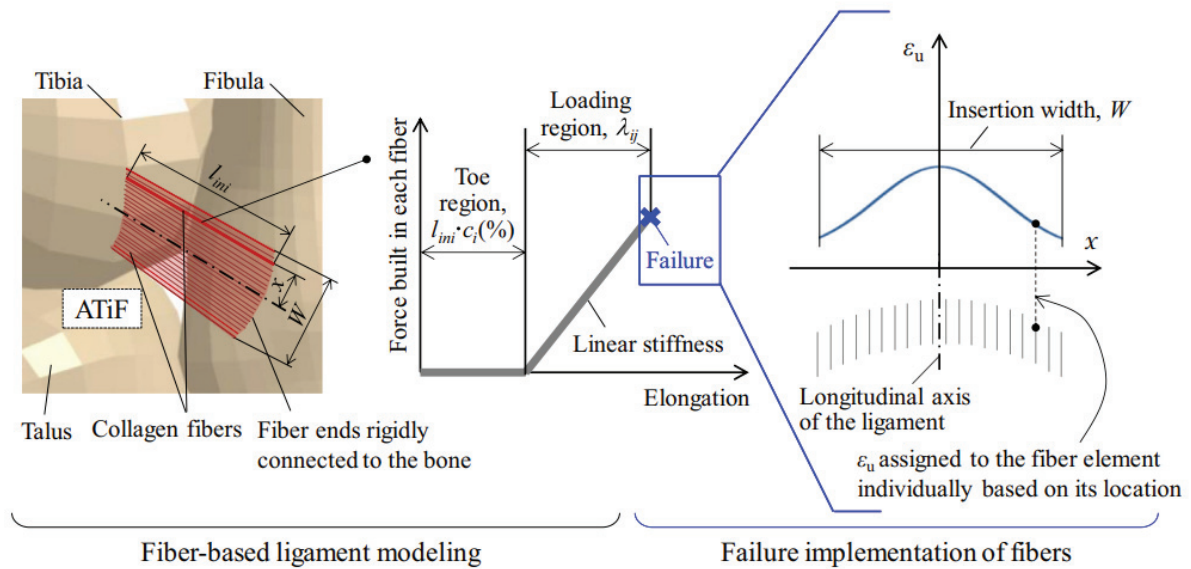 Tibia
Fibula
l_ini
x
W
ATiF
Talus
Collagen fibers
Fiber ends rigidly
connected to the bone
Force built in each fiber
Toe
region,
l_ini·c_i(%)
Loading
region, λ_ij
Failure
Linear stiffness
Elongation
ε_u
Insertion width, W
x
Longitudinal axis
of the ligament
ε_u assigned to the fiber element
individually based on its location
Fiber-based ligament modeling
Failure implementation of fibers